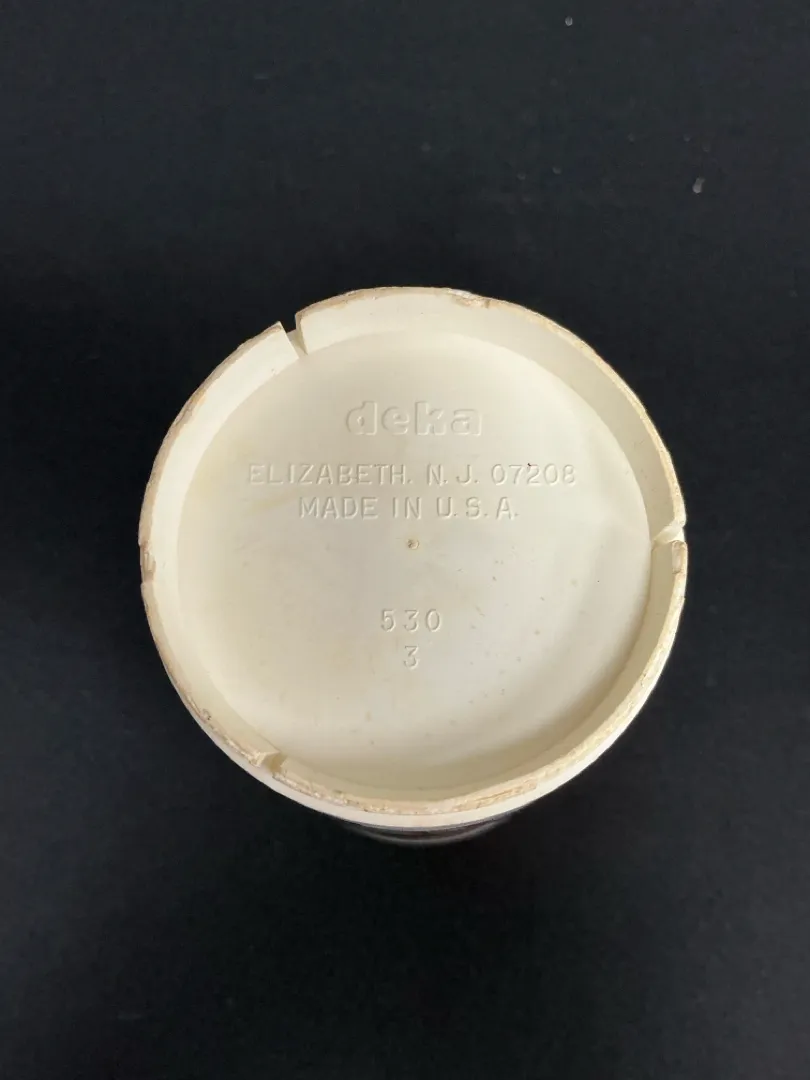 deka
ELIZABETH. N.J. 07208
MADE IN U.S.A.
530
3